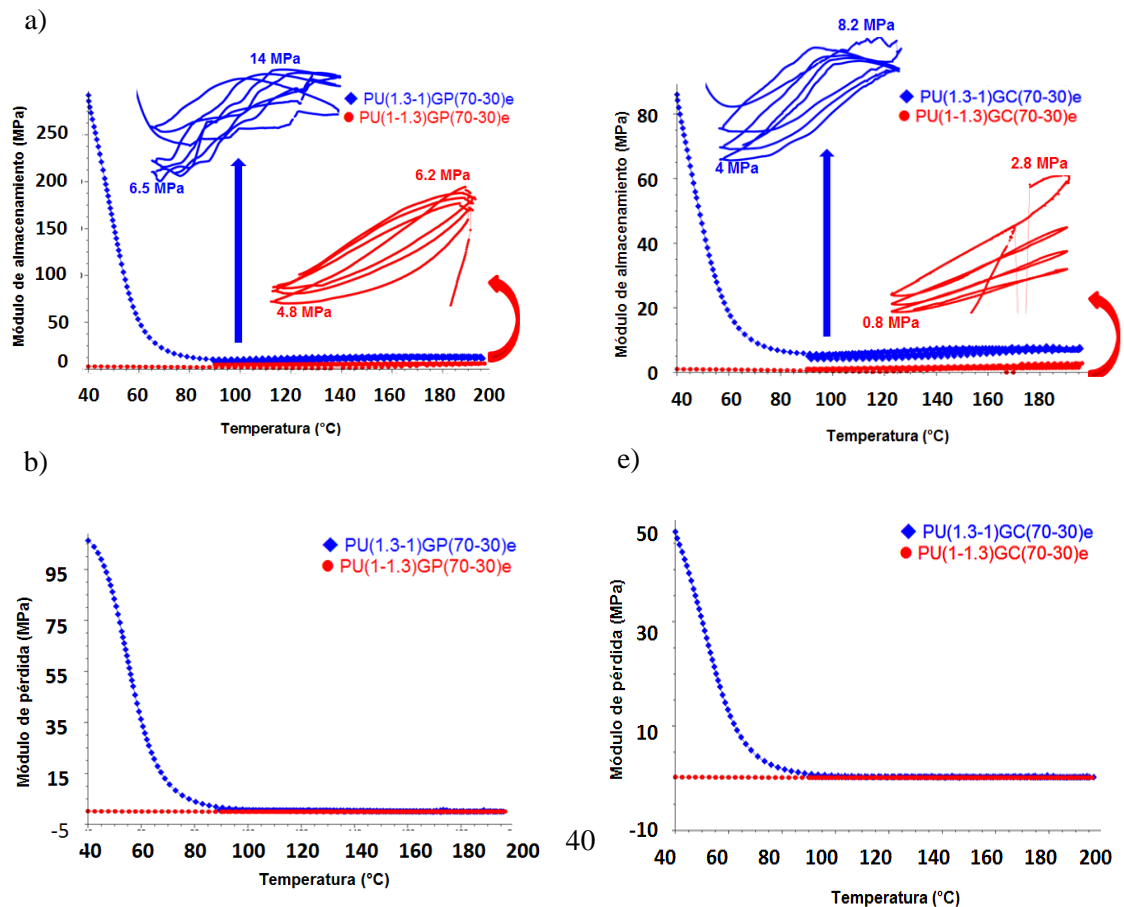 a)
Módulo de almacenamiento (MPa)
250
200
150
100
50
0
14 MPa
6.5 MPa
PU(1.3-1)GP(70-30)e
PU(1-1.3)GP(70-30)e
6.2 MPa
4.8 MPa
40 60 80 100 120 140 160 180 200
Temperatura (°C)
Módulo de almacenamiento (MPa)
80
60
40
20
0
8.2 MPa
4 MPa
PU(1.3-1)GC(70-30)e
PU(1-1.3)GC(70-30)e
2.8 MPa
0.8 MPa
40 60 80 100 120 140 160 180
Temperatura (°C)
b)
Módulo de pérdida (MPa)
95
75
55
35
15
-5
PU(1.3-1)GP(70-30)e
PU(1-1.3)GP(70-30)e
40 60 80 100 120 140 160 180 200
Temperatura (°C)
e)
Módulo de pérdida (MPa)
50
30
10
-10
PU(1.3-1)GC(70-30)e
PU(1-1.3)GC(70-30)e
40 60 80 100 120 140 160 180 200
Temperatura (°C)
40